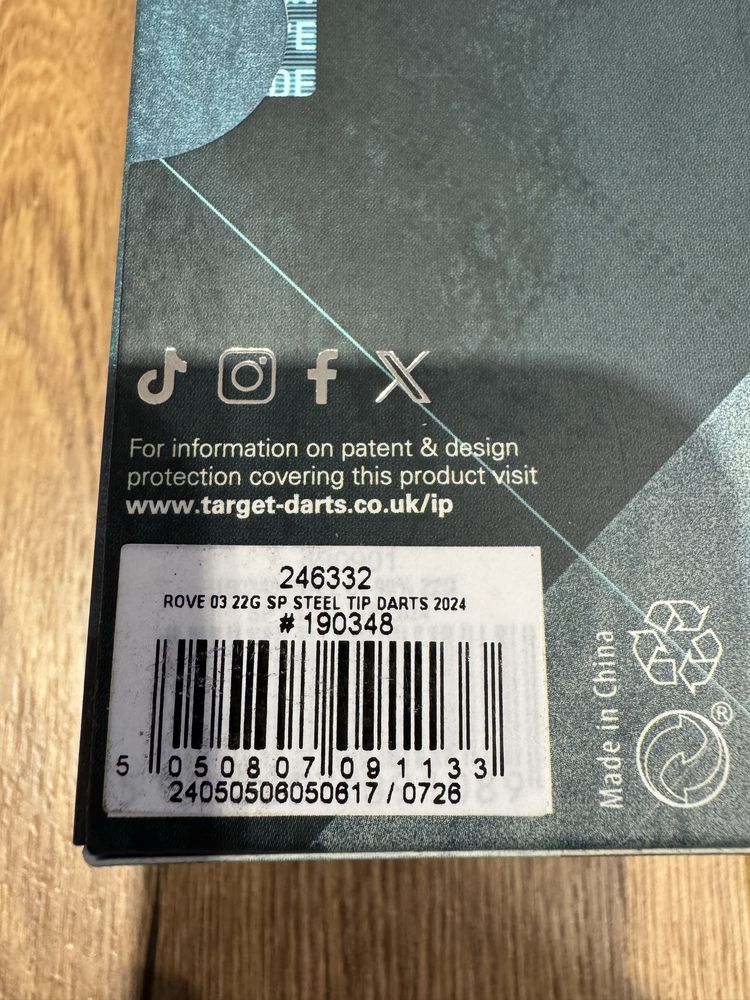 E
DE
For information on patent & design
protection covering this product visit
www.target-darts.co.uk/ip
246332
ROVE 03 22G SP STEEL TIP DARTS 2024
# 190348
5 050807 091133
24050506050617 / 0726
Made in China
®